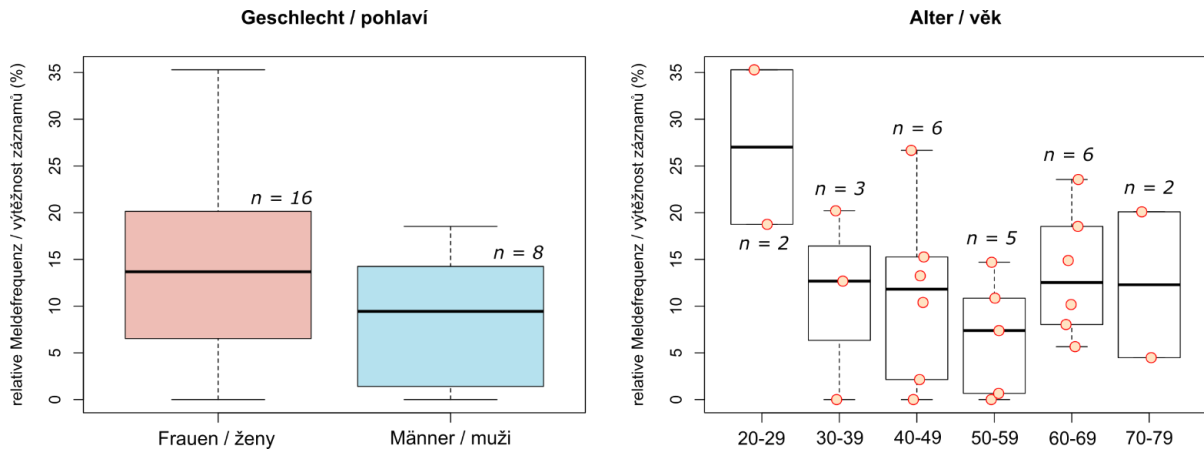 Geschlecht / pohlaví
relative Meldefrequenz / výtěžnost záznamů (%)
35
30
25
20
15
10
5
0
n = 16
n = 8
Frauen / ženy
Männer / muži
Alter / věk
relative Meldefrequenz / výtěžnost záznamů (%)
35
30
25
20
15
10
5
0
n = 2
n = 3
n = 6
n = 5
n = 6
n = 2
20-29
30-39
40-49
50-59
60-69
70-79